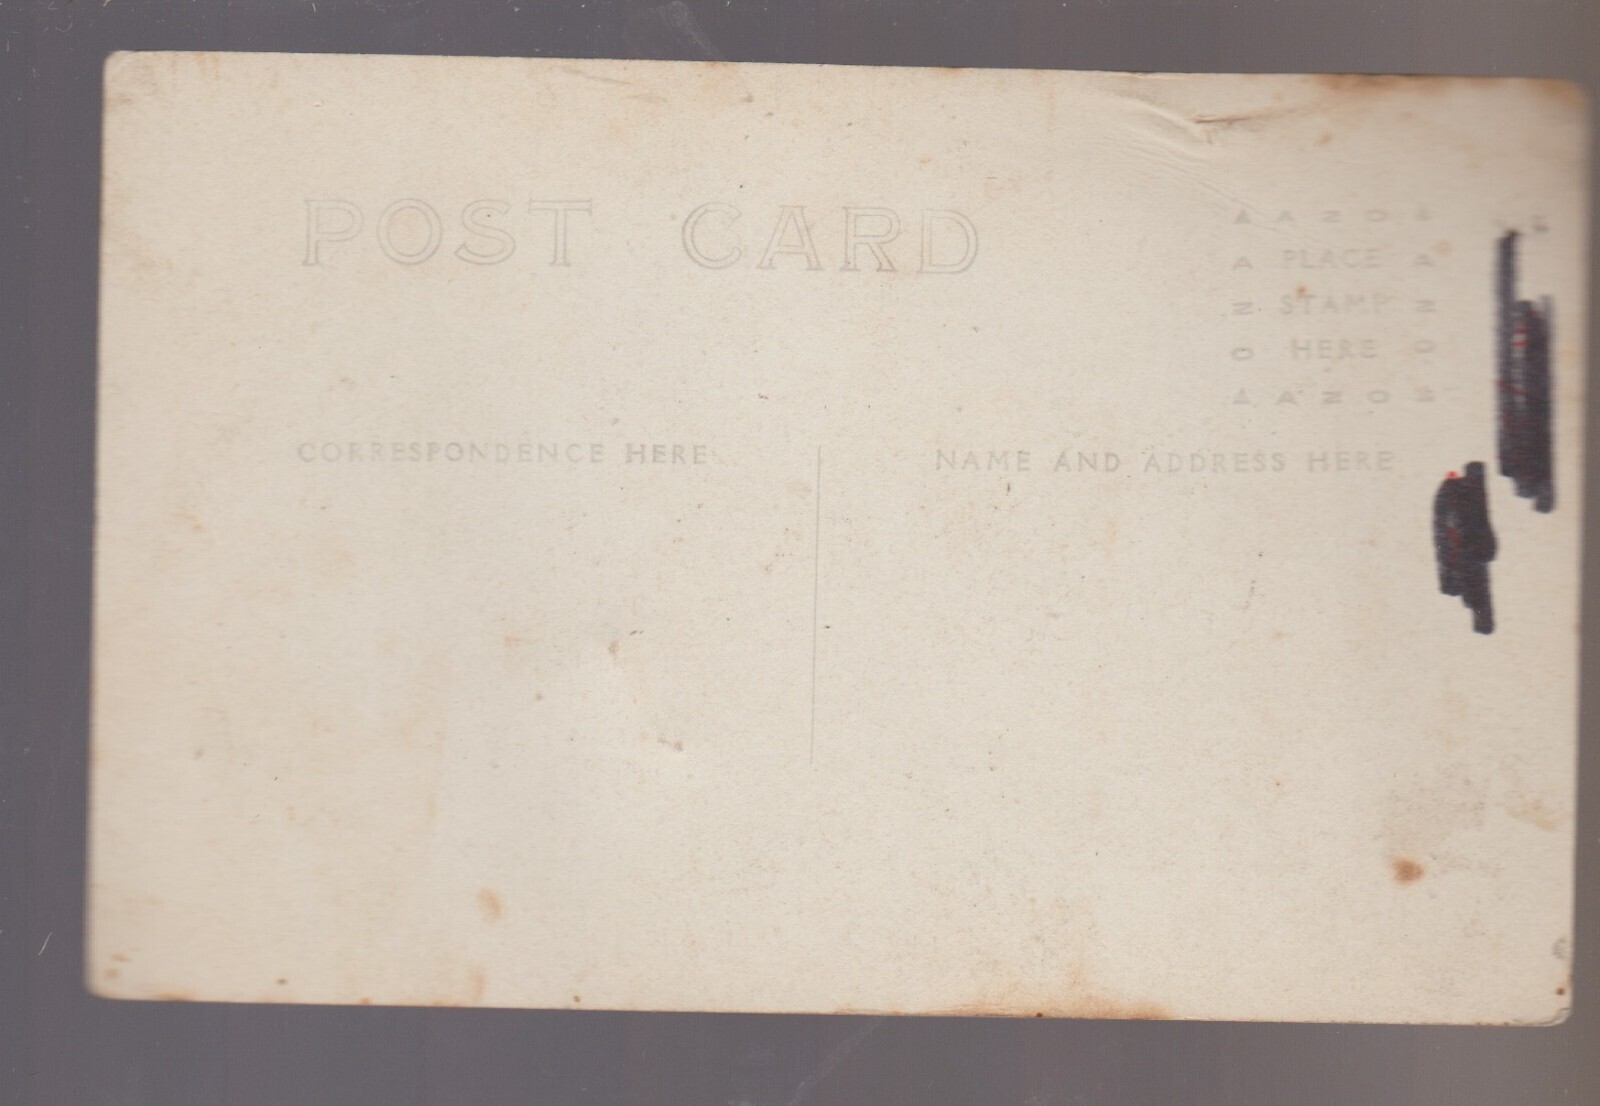 POST CARD
▲ A Z O ▲
A PLACE A
Z STAMP Z
O HERE O
▲ A Z O ▲
CORRESPONDENCE HERE
NAME AND ADDRESS HERE